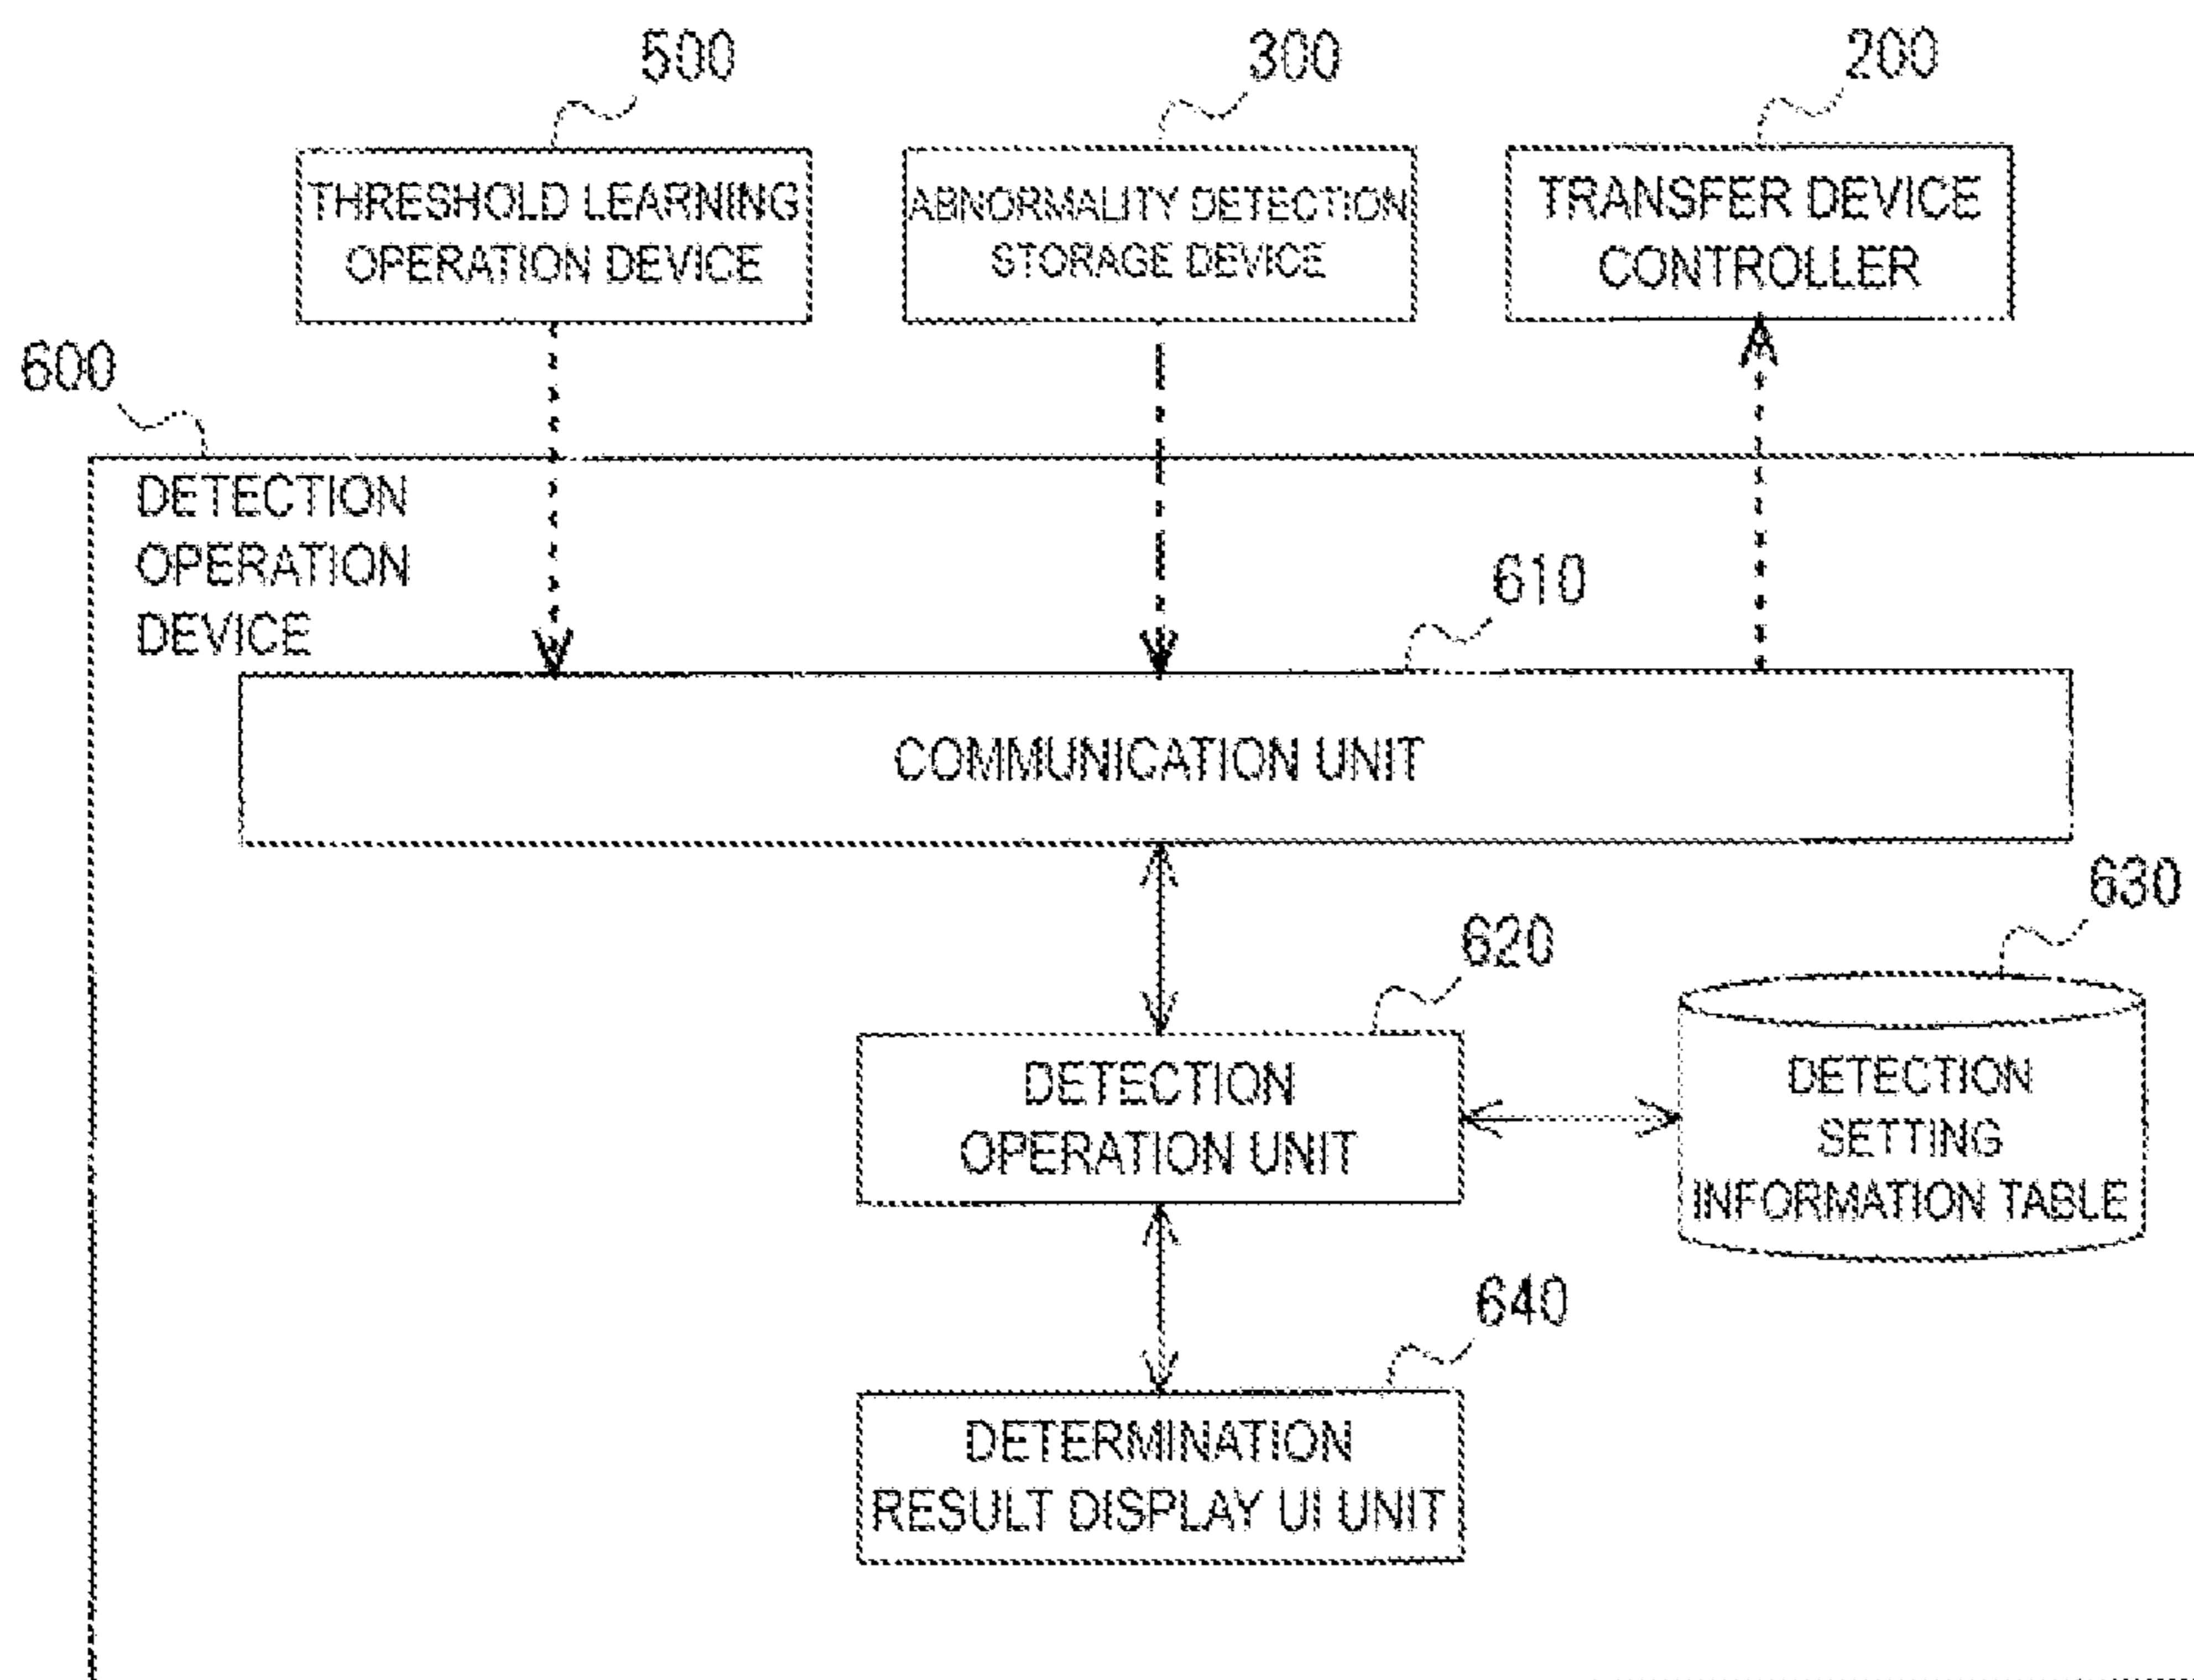 500
300
200
THRESHOLD LEARNING
OPERATION DEVICE
ABNORMALITY DETECTION
STORAGE DEVICE
TRANSFER DEVICE
CONTROLLER
600
DETECTION
OPERATION
DEVICE
610
COMMUNICATION UNIT
630
620
DETECTION
OPERATION UNIT
DETECTION
SETTING
INFORMATION TABLE
640
DETERMINATION
RESULT DISPLAY UI UNIT